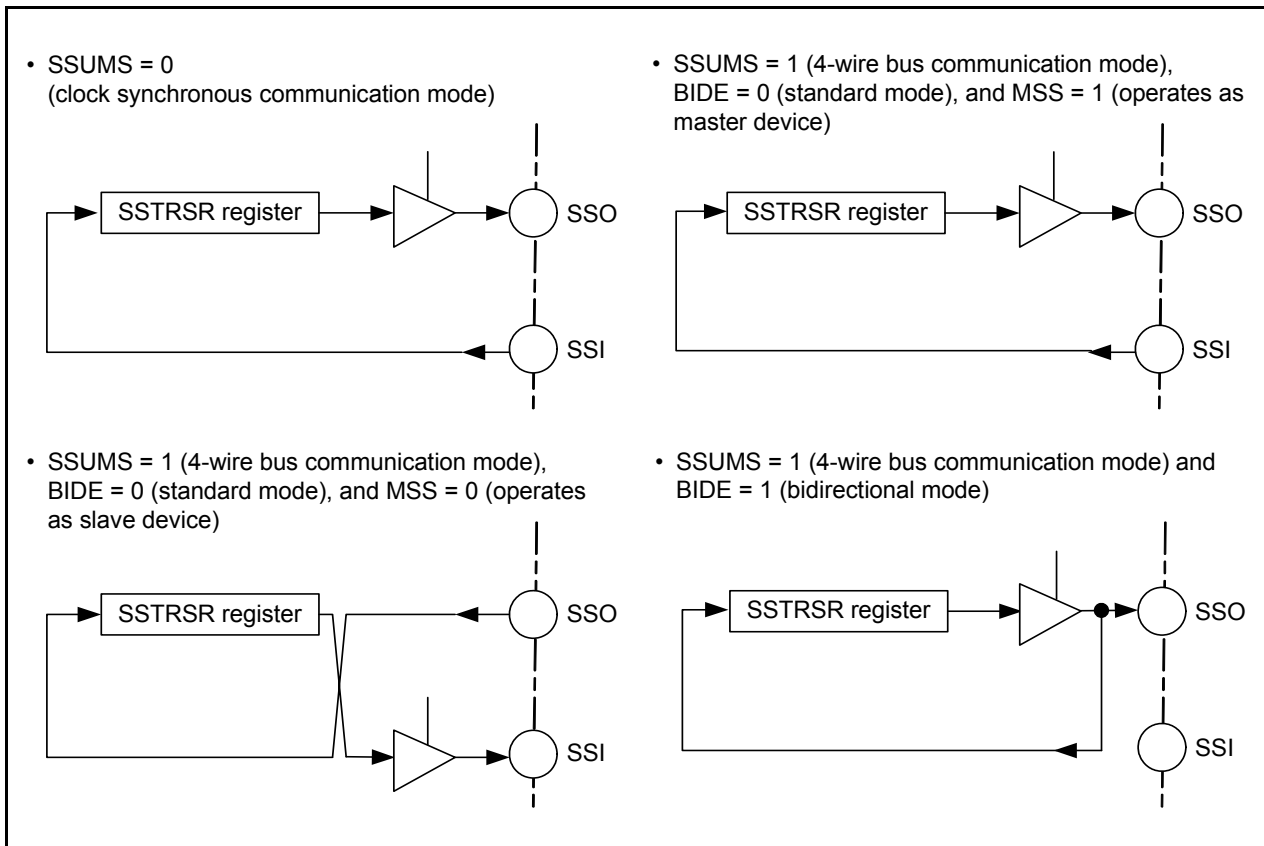 • SSUMS = 0
(clock synchronous communication mode)
SSTRSR register
SSO
SSI
• SSUMS = 1 (4-wire bus communication mode),
BIDE = 0 (standard mode), and MSS = 1 (operates as
master device)
SSTRSR register
SSO
SSI
• SSUMS = 1 (4-wire bus communication mode),
BIDE = 0 (standard mode), and MSS = 0 (operates
as slave device)
SSTRSR register
SSO
SSI
• SSUMS = 1 (4-wire bus communication mode) and
BIDE = 1 (bidirectional mode)
SSTRSR register
SSO
SSI